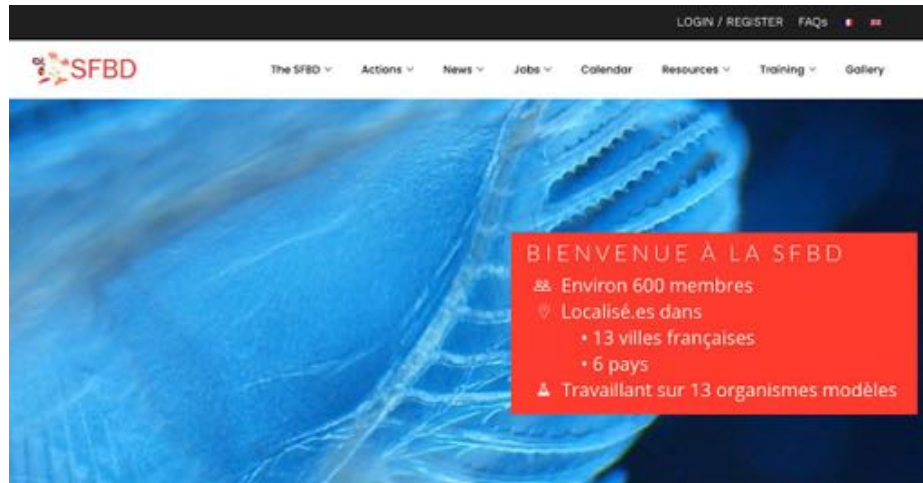 LOGIN / REGISTER FAQs
SFBD
The SFBD Actions News Jobs Calendar Resources Training Gallery
BIENVENUE À LA SFBD
Environ 600 membres
Localisé.es dans
• 13 villes françaises
• 6 pays
Travaillant sur 13 organismes modèles